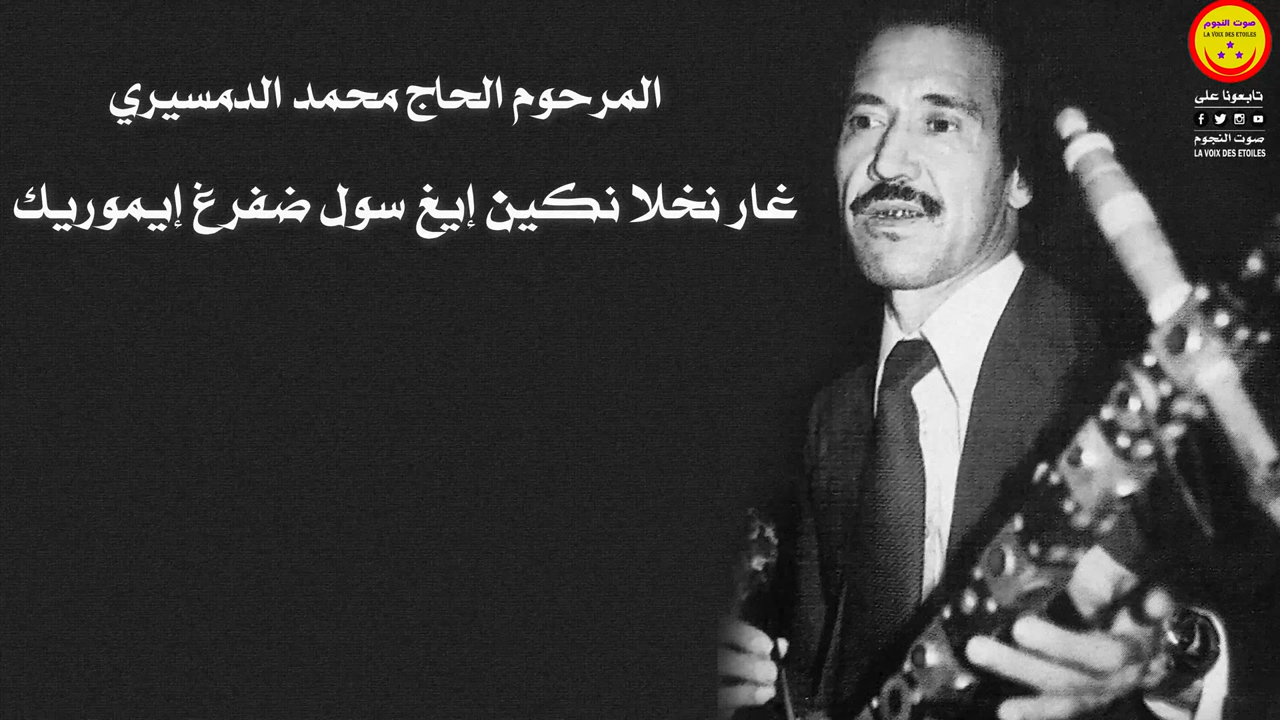 المرحوم الحاج محمد الدمسيري
غار نخلا نكين إيغ سول ضفرغ إيموريك
صوت النجوم
LA VOIX DES ETOILES
تابعونا على
صوت النجوم
LA VOIX DES ETOILES